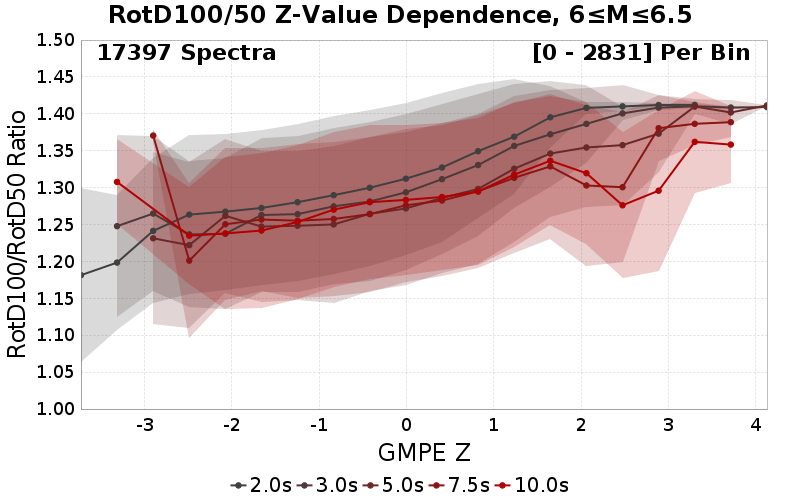 RotD100/50 Z-Value Dependence, 6≤M≤6.5
17397 Spectra
[0 - 2831] Per Bin
RotD100/RotD50 Ratio
1.50
1.45
1.40
1.35
1.30
1.25
1.20
1.15
1.10
1.05
1.00
-3 -2 -1 0 1 2 3 4
GMPE Z
2.0s 3.0s 5.0s 7.5s 10.0s